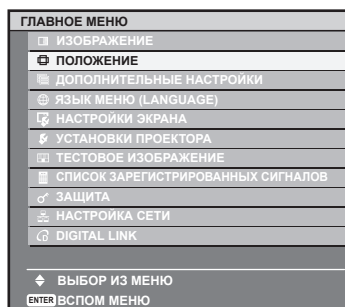 ГЛАВНОЕ МЕНЮ
ИЗОБРАЖЕНИЕ
ПОЛОЖЕНИЕ
ДОПОЛНИТЕЛЬНЫЕ НАСТРОЙКИ
ЯЗЫК МЕНЮ (LANGUAGE)
НАСТРОЙКИ ЭКРАНА
УСТАНОВКИ ПРОЕКТОРА
ТЕСТОВОЕ ИЗОБРАЖЕНИЕ
СПИСОК ЗАРЕГИСТРИРОВАННЫХ СИГНАЛОВ
ЗАЩИТА
НАСТРОЙКА СЕТИ
DIGITAL LINK
ВЫБОР ИЗ МЕНЮ
ENTER ВСПОМ МЕНЮ